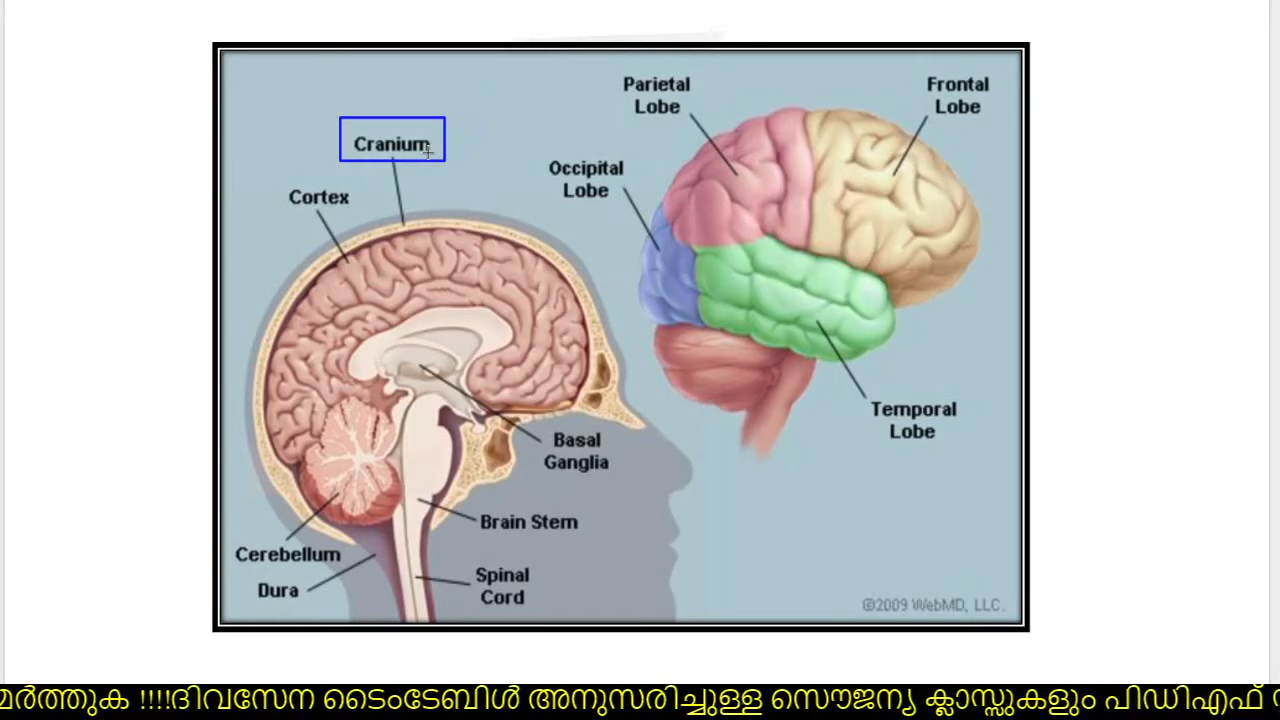 Parietal
Lobe
Frontal
Lobe
Cranium
Occipital
Lobe
Cortex
Temporal
Lobe
Basal
Ganglia
Brain Stem
Cerebellum
Dura
Spinal
Cord
©2009 WebMD, LLC.
മർത്തുക !!!!ദിവസേന ടൈംടേബിൾ അനുസരിച്ചുള്ള സൌജന്യ ക്ലാസ്സുകളും പിഡിഎഫ്